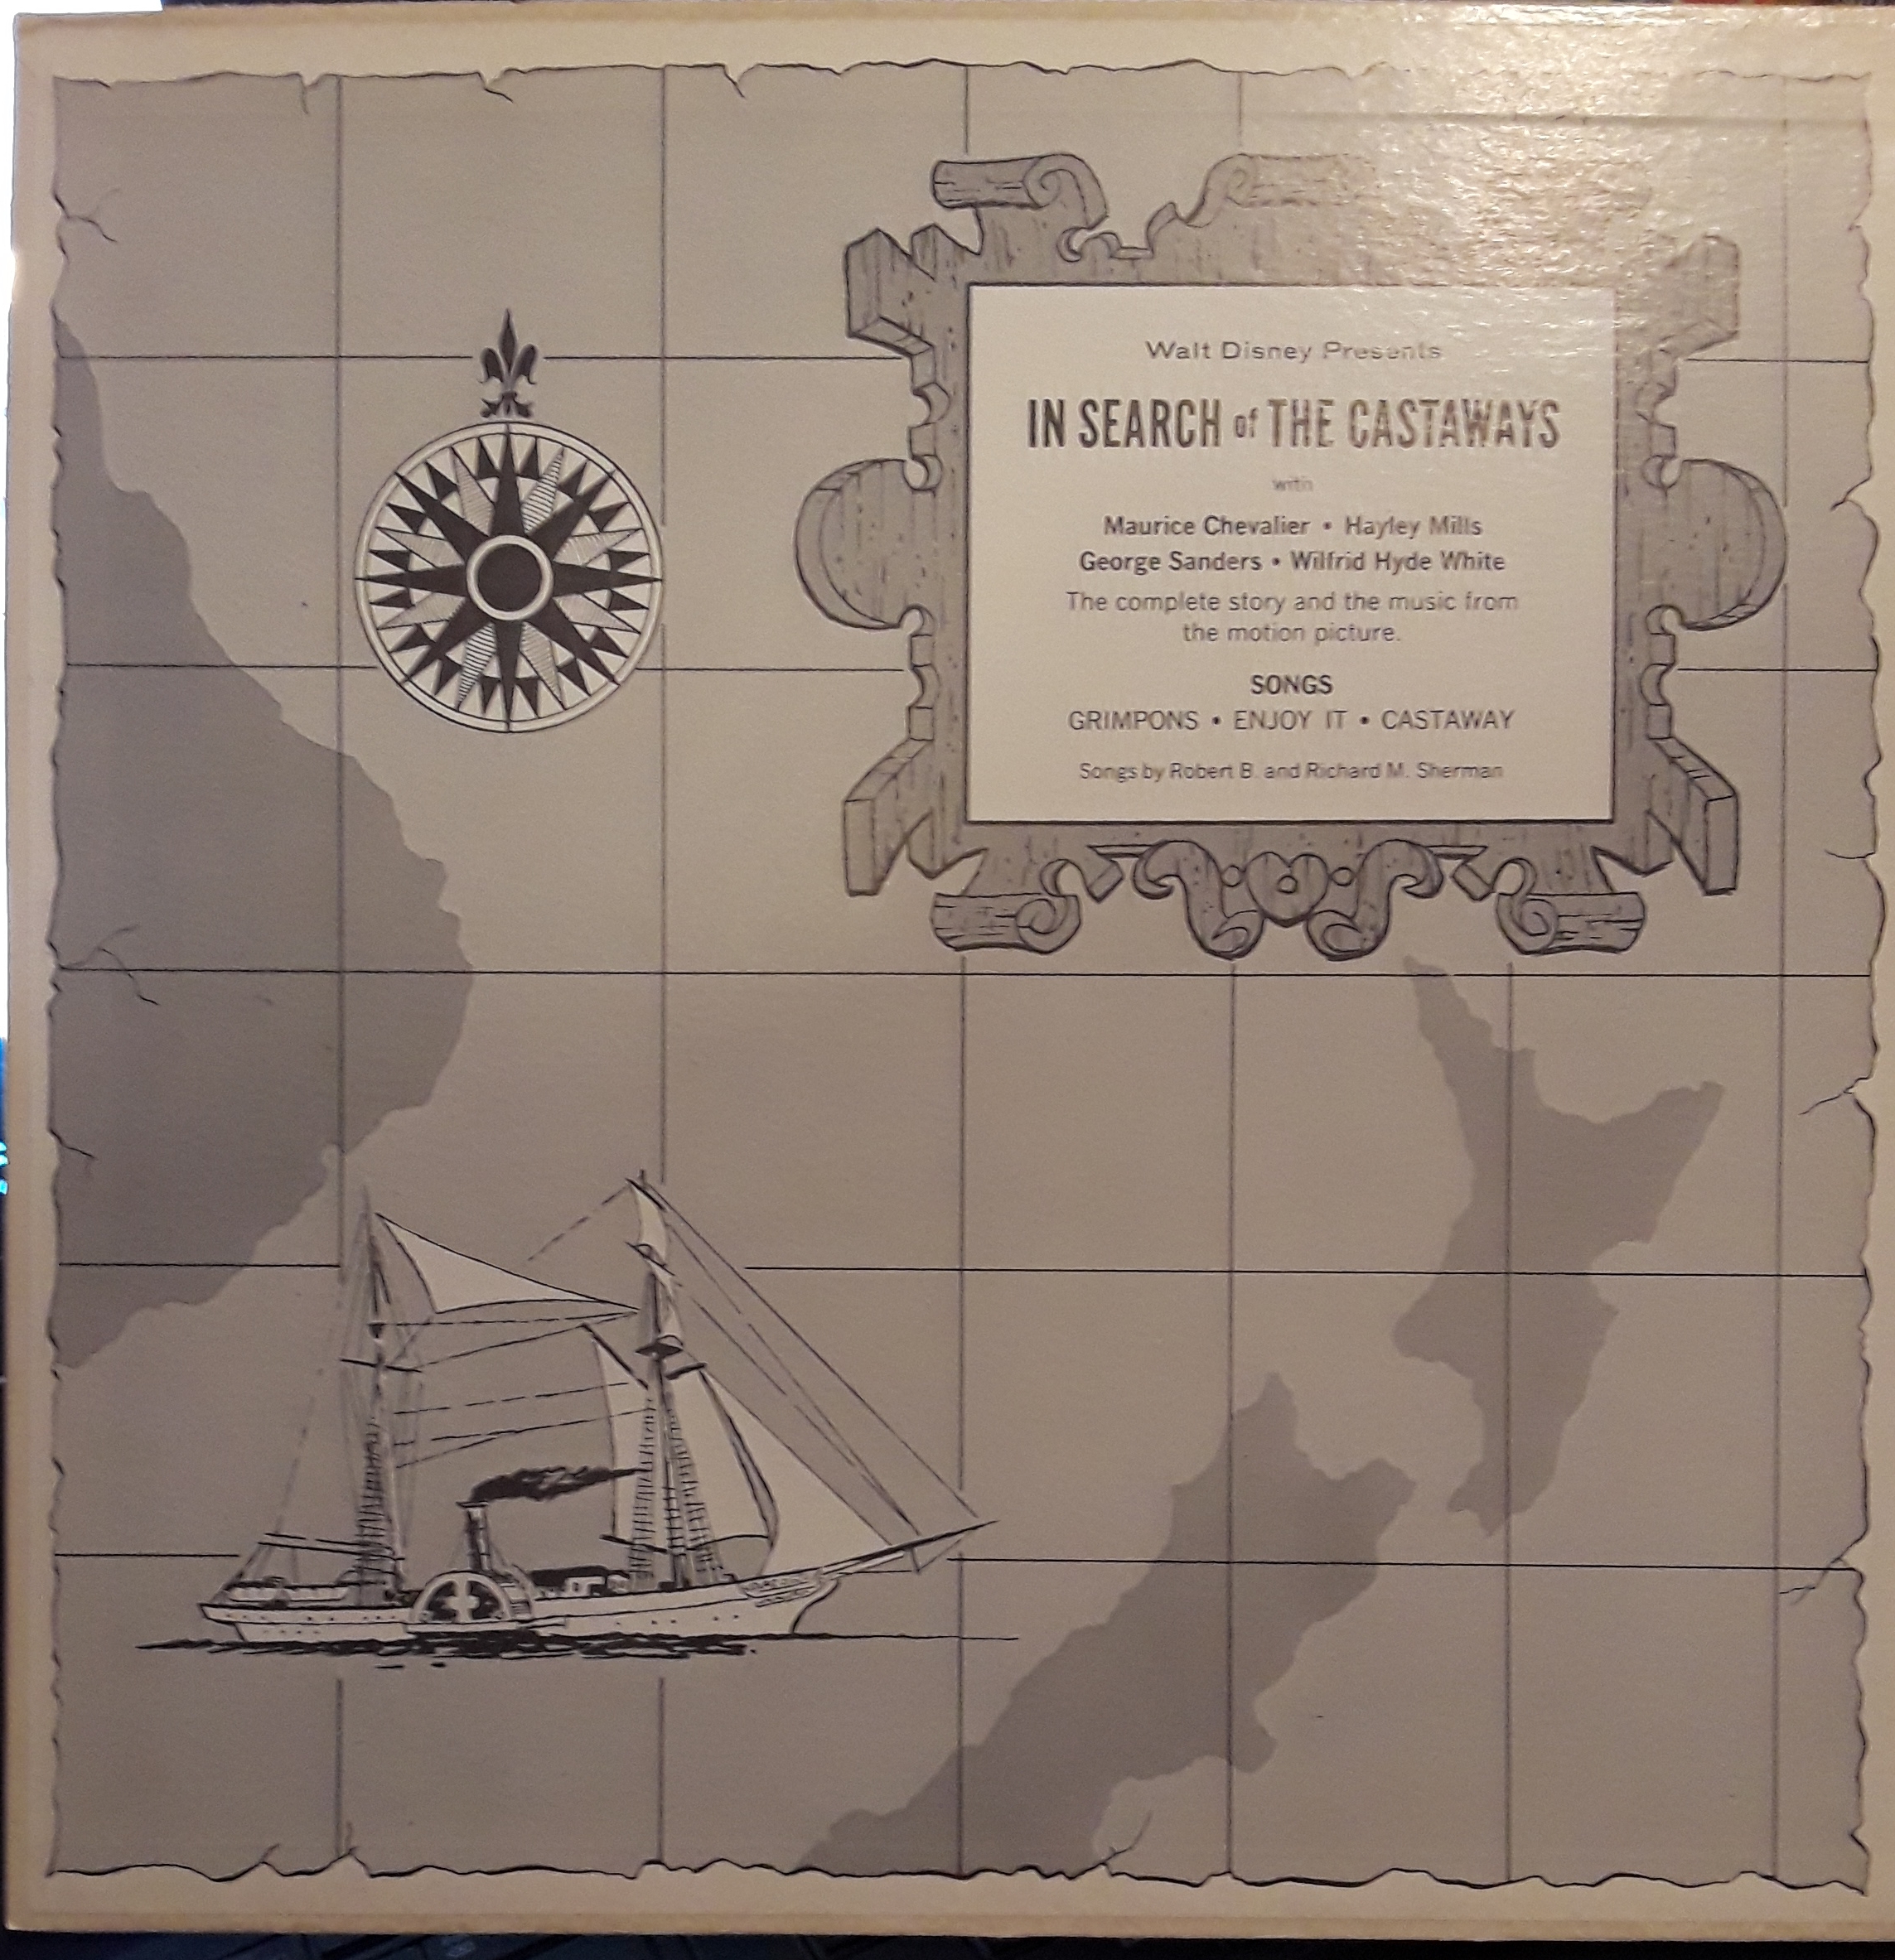 Walt Disney Presents
IN SEARCH of THE CASTAWAYS
with
Maurice Chevalier • Hayley Mills
George Sanders • Wilfrid Hyde White
The complete story and the music from
the motion picture.
SONGS
GRIMPONS • ENJOY IT • CASTAWAY
Songs by Robert B. and Richard M. Sherman